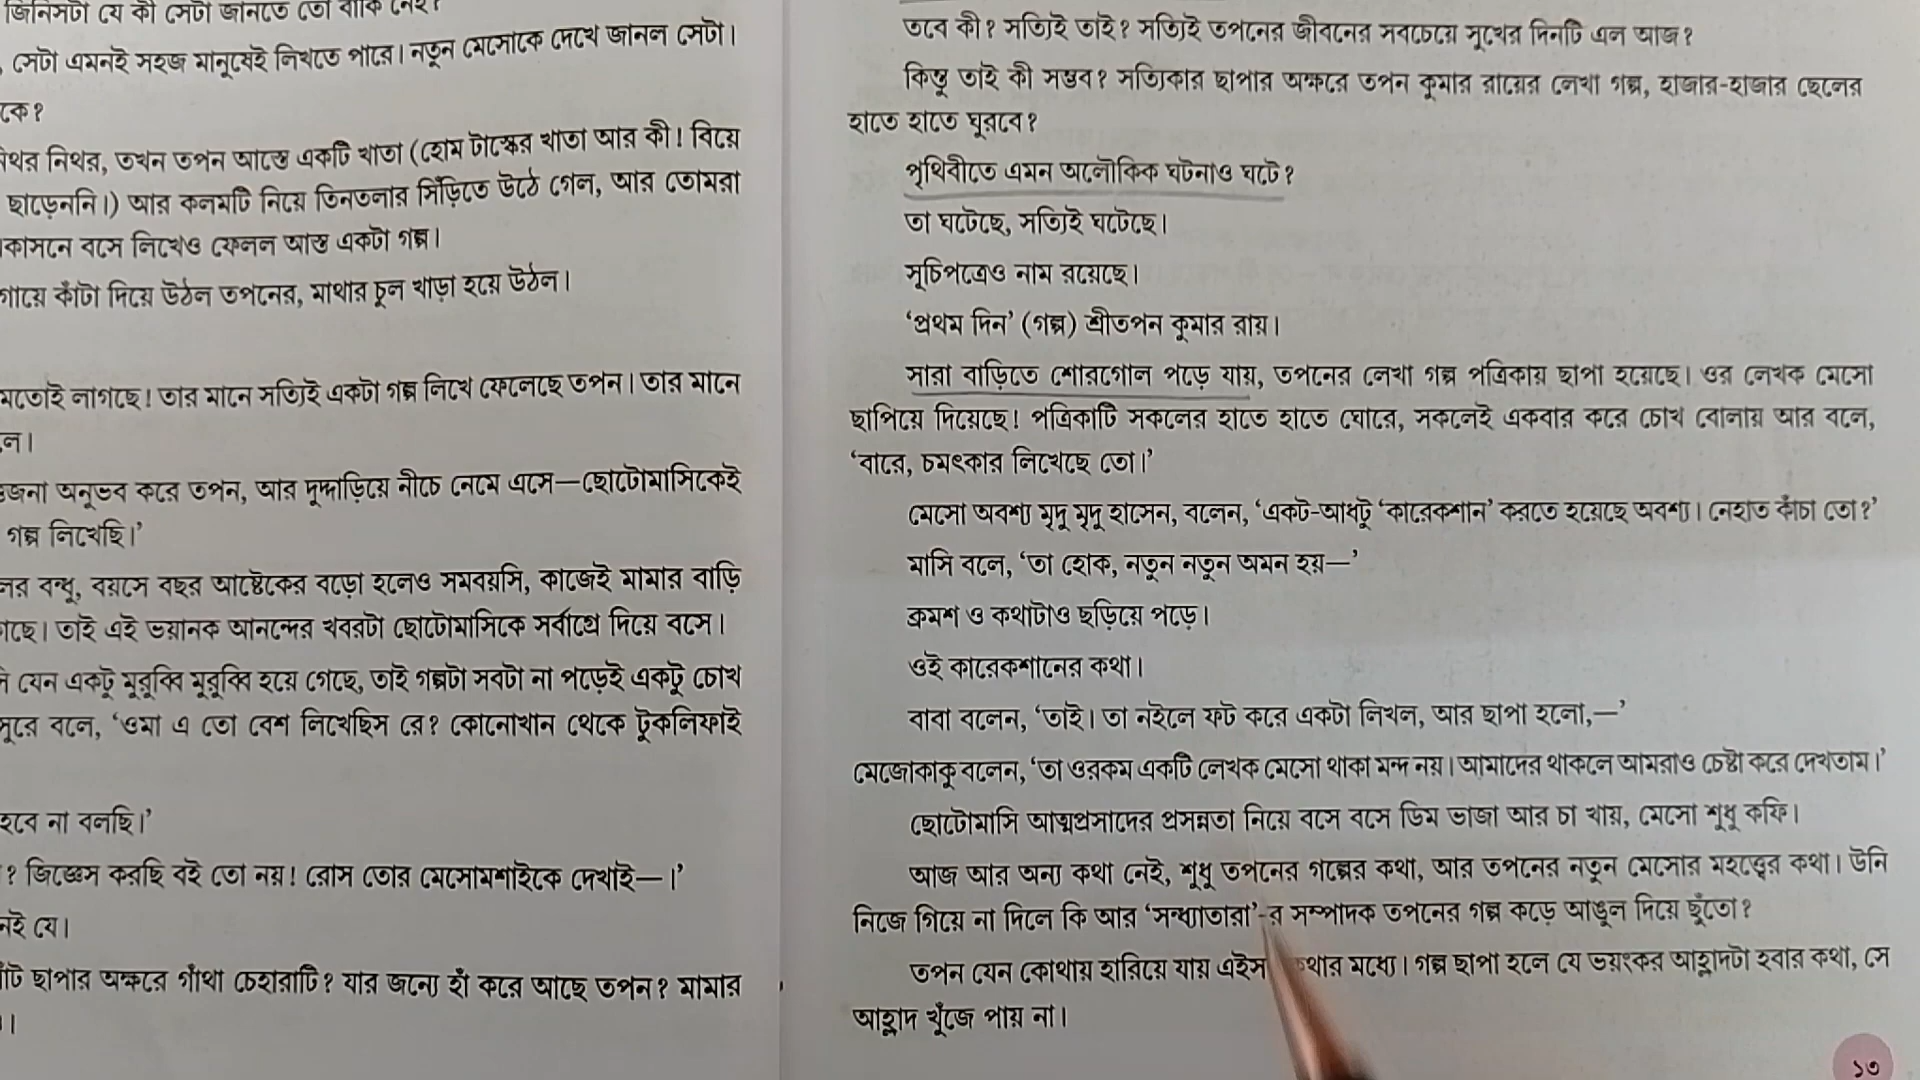 জিনিসটা যে কী সেটা জানতে তো বাকি নেই।
, সেটা এমনই সহজ মানুষেই লিখতে পারে। নতুন মেসোকে দেখে জানল সেটা।
কে?
নিথর নিথর, তখন তপন আস্তে একটি খাতা (হোম টাস্কের খাতা আর কী! বিয়ে
ছাড়েননি।) আর কলমটি নিয়ে তিনতলার সিঁড়িতে উঠে গেল, আর তোমরা
কাসনে বসে লিখেও ফেলল আস্ত একটা গল্প।
গায়ে কাঁটা দিয়ে উঠল তপনের, মাথার চুল খাড়া হয়ে উঠল।
মতোই লাগছে! তার মানে সত্যিই একটা গল্প লিখে ফেলেছে তপন। তার মানে
ল।
জেনা অনুভব করে তপন, আর দুদ্দাড়িয়ে নীচে নেমে এসে—ছোটোমাসিকেই
গল্প লিখেছি।’
নর বন্ধু, বয়সে বছর আষ্টেকের বড়ো হলেও সমবয়সি, কাজেই মামার বাড়ি
ছে। তাই এই ভয়ানক আনন্দের খবরটা ছোটোমাসিকে সর্বাগ্রে দিয়ে বসে।
যেন একটু মুরুব্বি মুরুব্বি হয়ে গেছে, তাই গল্পটা সবটা না পড়েই একটু চোখ
সুরে বলে, ‘ওমা এ তো বেশ লিখেছিস রে? কোনোখান থেকে টুকলিফাই
হবে না বলছি।’
? জিজ্ঞেস করছি বই তো নয়! রোস তোর মেসোমশাইকে দেখাই—।’
নই যে।
টি ছাপার অক্ষরে গাঁথা চেহারাটি? যার জন্যে হাঁ করে আছে তপন? মামার
।
তবে কী? সত্যিই তাই? সত্যিই তপনের জীবনের সবচেয়ে সুখের দিনটি এল আজ?
কিন্তু তাই কী সম্ভব? সত্যিকার ছাপার অক্ষরে তপন কুমার রায়ের লেখা গল্প, হাজার-হাজার ছেলের
হাতে হাতে ঘুরবে?
পৃথিবীতে এমন অলৌকিক ঘটনাও ঘটে?
তা ঘটেছে, সত্যিই ঘটেছে।
সূচিপত্রেও নাম রয়েছে।
‘প্রথম দিন’ (গল্প) শ্রীতপন কুমার রায়।
সারা বাড়িতে শোরগোল পড়ে যায়, তপনের লেখা গল্প পত্রিকায় ছাপা হয়েছে। ওর লেখক মেসো
ছাপিয়ে দিয়েছে! পত্রিকাটি সকলের হাতে হাতে ঘোরে, সকলেই একবার করে চোখ বোলায় আর বলে,
‘বারে, চমৎকার লিখেছে তো।’
মেসো অবশ্য মৃদু মৃদু হাসেন, বলেন, ‘একট-আধটু ‘কারেকশান’ করতে হয়েছে অবশ্য। নেহাত কাঁচা তো?’
মাসি বলে, ‘তা হোক, নতুন নতুন অমন হয়—’
ক্রমশ ও কথাটাও ছড়িয়ে পড়ে।
ওই কারেকশানের কথা।
বাবা বলেন, ‘তাই। তা নইলে ফট করে একটা লিখল, আর ছাপা হলো,—’
মেজোকাকু বলেন, ‘তা ওরকম একটি লেখক মেসো থাকা মন্দ নয়। আমাদের থাকলে আমরাও চেষ্টা করে দেখতাম।’
ছোটোমাসি আত্মপ্রসাদের প্রসন্নতা নিয়ে বসে বসে ডিম ভাজা আর চা খায়, মেসো শুধু কফি।
আজ আর অন্য কথা নেই, শুধু তপনের গল্পের কথা, আর তপনের নতুন মেসোর মহত্ত্বের কথা। উনি
নিজে গিয়ে না দিলে কি আর ‘সন্ধ্যাতারা’-র সম্পাদক তপনের গল্প কড়ে আঙুল দিয়ে ছুঁতো?
তপন যেন কোথায় হারিয়ে যায় এইস কথার মধ্যে। গল্প ছাপা হলে যে ভয়ংকর আহ্লাদটা হবার কথা, সে
আহ্লাদ খুঁজে পায় না।
১৩